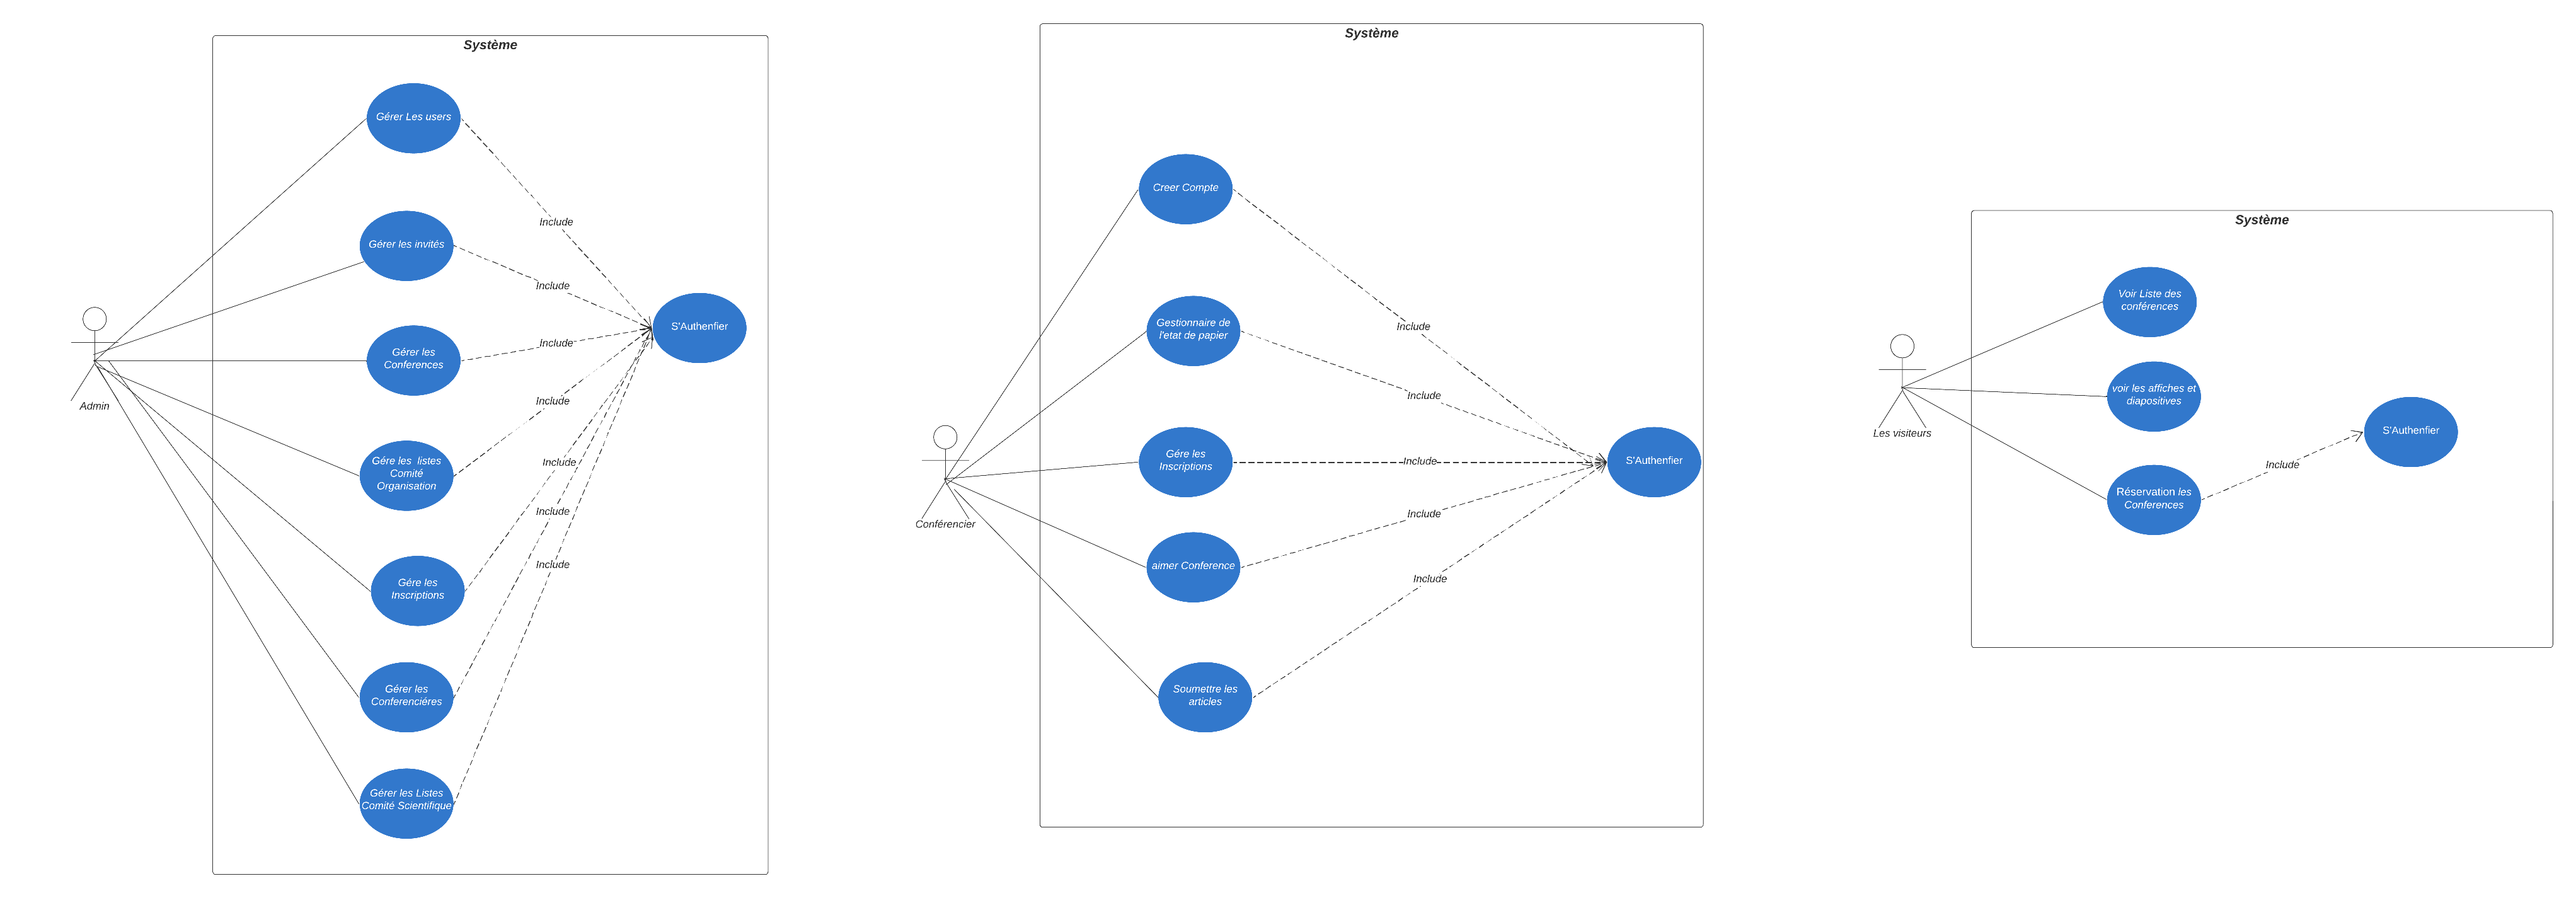 Système
Gérer Les users
Include
Gérer les invités
Include
S'Authenfier
Gérer les
Conferences
Include
Admin
Include
Gére les  listes
Comité
Organisation
Include
Include
Include
Gére les
Inscriptions
Gérer les
Conferenciéres
Gérer les Listes
Comité Scientifique
Système
Creer Compte
Gestionnaire de
l'etat de papier
Include
Include
Gére les
Inscriptions
Include
S'Authenfier
Conférencier
Include
aimer Conference
Include
Soumettre les
articles
Système
Voir Liste des
conférences
voir les affiches et
diapositives
Les visiteurs
S'Authenfier
Include
Réservation les
Conferences